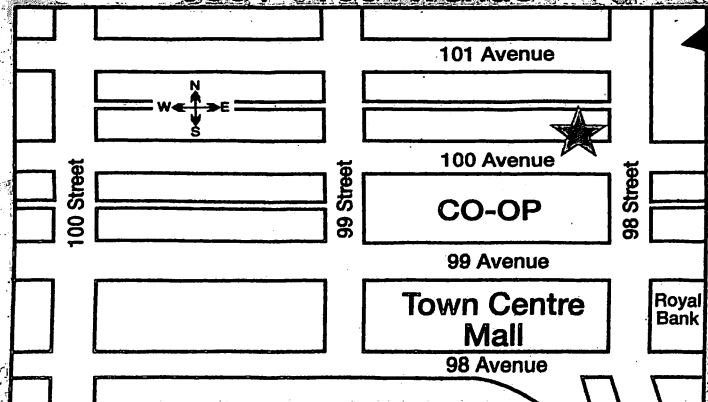 101 Avenue
N
W E
S
100 Avenue
100 Street
99 Street
98 Street
CO-OP
99 Avenue
Town Centre
Mall
Royal
Bank
98 Avenue